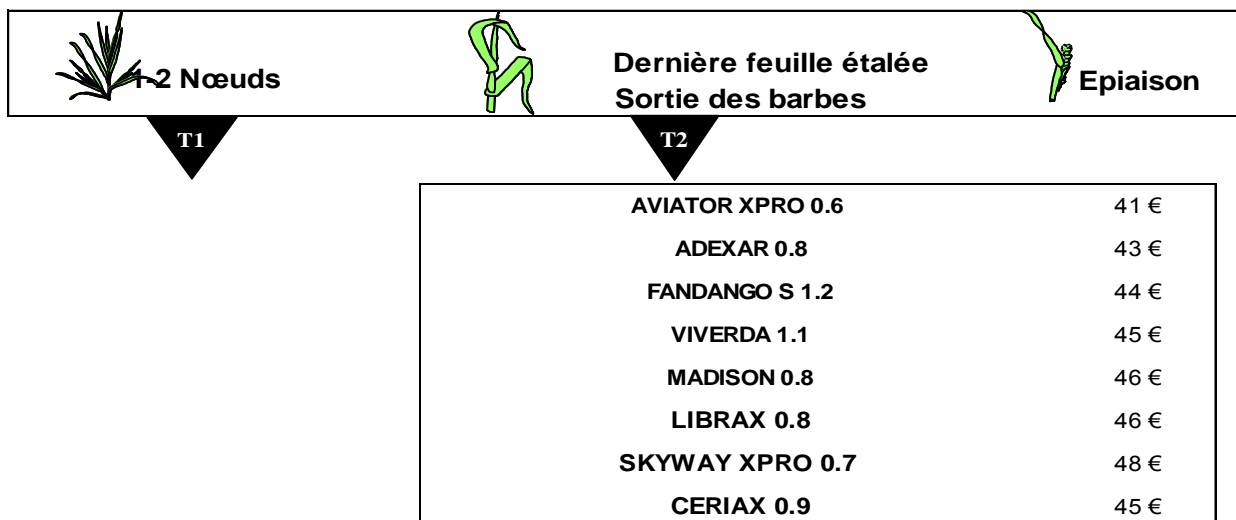 1-2 Nœuds
Dernière feuille étalée
Sortie des barbes
Epiaison
T1
T2
AVIATOR XPRO 0.6 41 €
ADEXAR 0.8 43 €
FANDANGO S 1.2 44 €
VIVERDA 1.1 45 €
MADISON 0.8 46 €
LIBRAX 0.8 46 €
SKYWAY XPRO 0.7 48 €
CERIAX 0.9 45 €